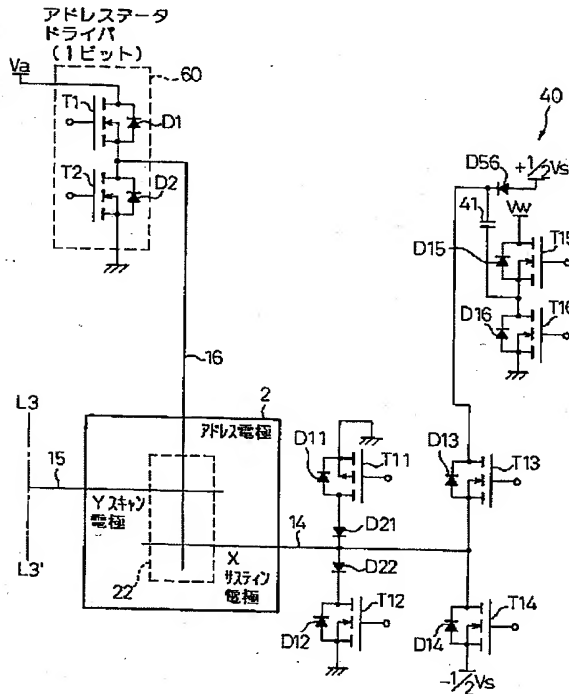 アドレスデータ
ドライバ
(1ビット)
Va
60
T1
D1
T2
D2
40
D56
+1/2Vs
41
Vw
D15
T15
D16
T16
16
L3
2
アドレス電極
15
Yスキャン
電極
D11
T11
D13
T13
D21
14
X
サスティン
電極
22
D22
L3'
T12
D12
T14
D14
-1/2Vs